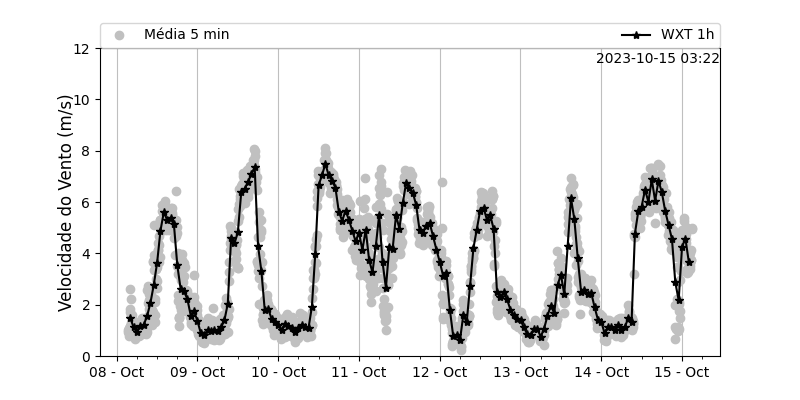 Média 5 min WXT 1h
2023-10-15 03:22
Velocidade do Vento (m/s)
12
10
8
6
4
2
0
08 - Oct 09 - Oct 10 - Oct 11 - Oct 12 - Oct 13 - Oct 14 - Oct 15 - Oct